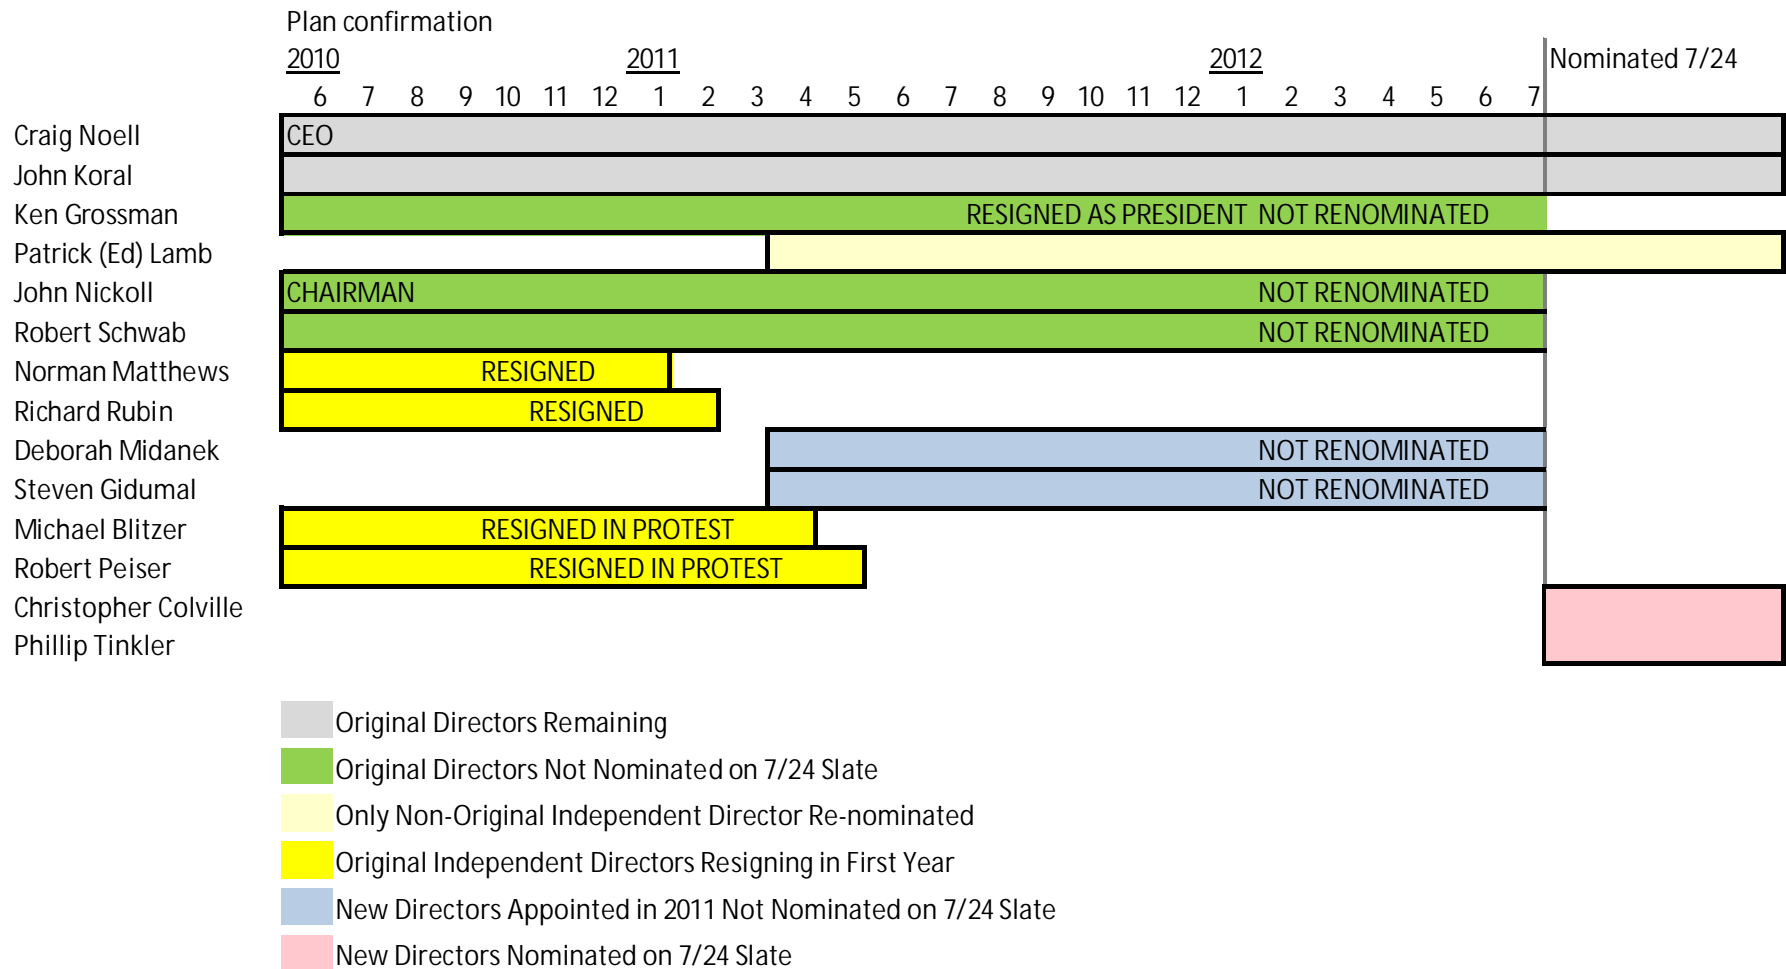 Plan confirmation
2010 2011 2012 Nominated 7/24
6 7 8 9 10 11 12 1 2 3 4 5 6 7 8 9 10 11 12 1 2 3 4 5 6 7
Craig Noell CEO
John Koral
Ken Grossman RESIGNED AS PRESIDENT NOT RENOMINATED
Patrick (Ed) Lamb
John Nickoll CHAIRMAN NOT RENOMINATED
Robert Schwab NOT RENOMINATED
Norman Matthews RESIGNED
Richard Rubin RESIGNED
Deborah Midanek NOT RENOMINATED
Steven Gidumal NOT RENOMINATED
Michael Blitzer RESIGNED IN PROTEST
Robert Peiser RESIGNED IN PROTEST
Christopher Colville
Phillip Tinkler
Original Directors Remaining
Original Directors Not Nominated on 7/24 Slate
Only Non-Original Independent Director Re-nominated
Original Independent Directors Resigning in First Year
New Directors Appointed in 2011 Not Nominated on 7/24 Slate
New Directors Nominated on 7/24 Slate